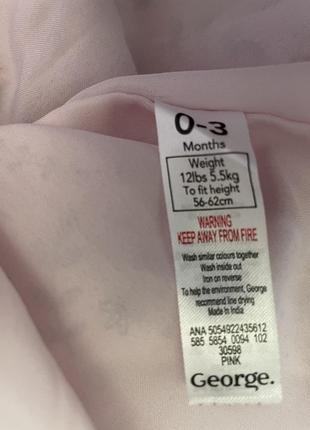 0-3
Months
Weight
12lbs 5.5kg
To fit height
56-62cm
WARNING
KEEP AWAY FROM FIRE
Wash similar colours together
Wash inside out
Iron on reverse
To help the environment, George
recommend line drying
Made In India
ANA 5054922435612
585 5854 0094 102
30598
PINK
George.